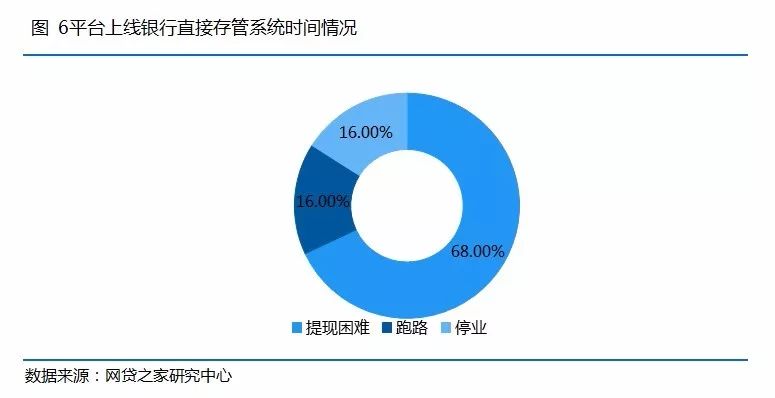 图 6平台上线银行直接存管系统时间情况
16.00%
16.00%
68.00%
提现困难 跑路 停业
数据来源：网贷之家研究中心